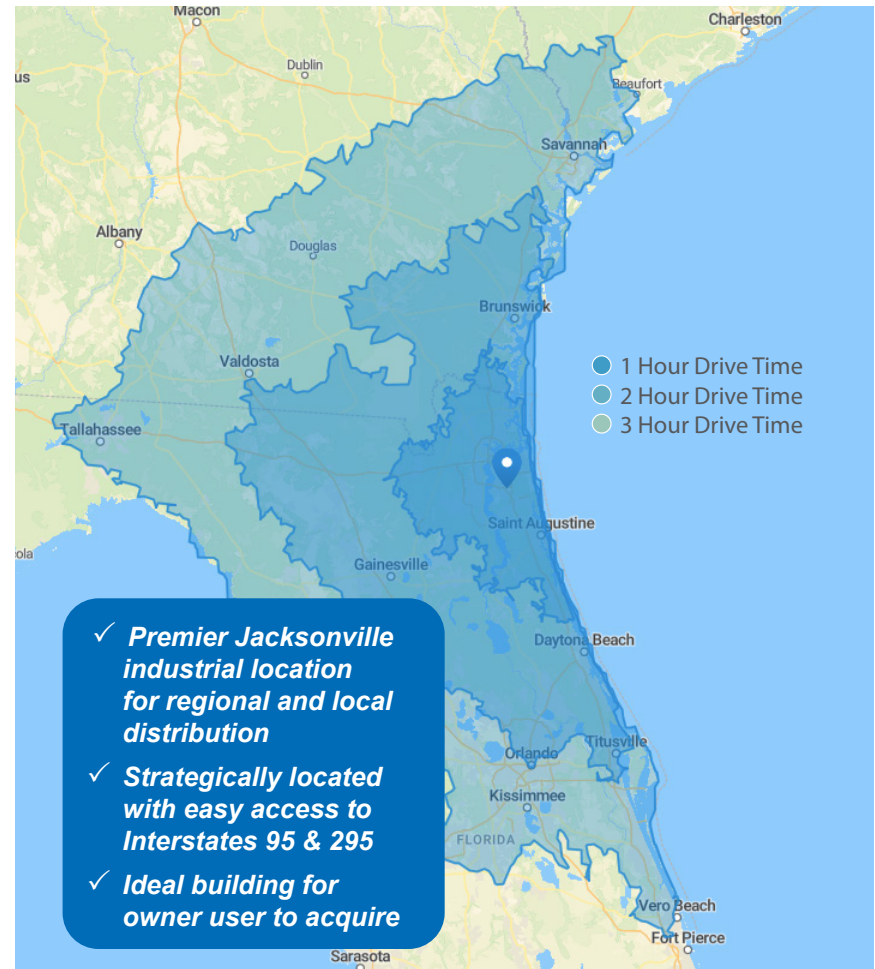 Macon
Charleston
Dublin
us
Beaufort
Savannah
Albany
Douglas
Brunswick
Valdosta
1 Hour Drive Time
2 Hour Drive Time
3 Hour Drive Time
Tallahassee
Saint Augustine
cola
Gainesville
✓ Premier Jacksonville
industrial location
for regional and local
distribution
✓ Strategically located
with easy access to
Interstates 95 & 295
✓ Ideal building for
owner user to acquire
Daytona Beach
Titusville
Orlando
Kissimmee
FLORIDA
Vero Beach
Fort Pierce
Sarasota